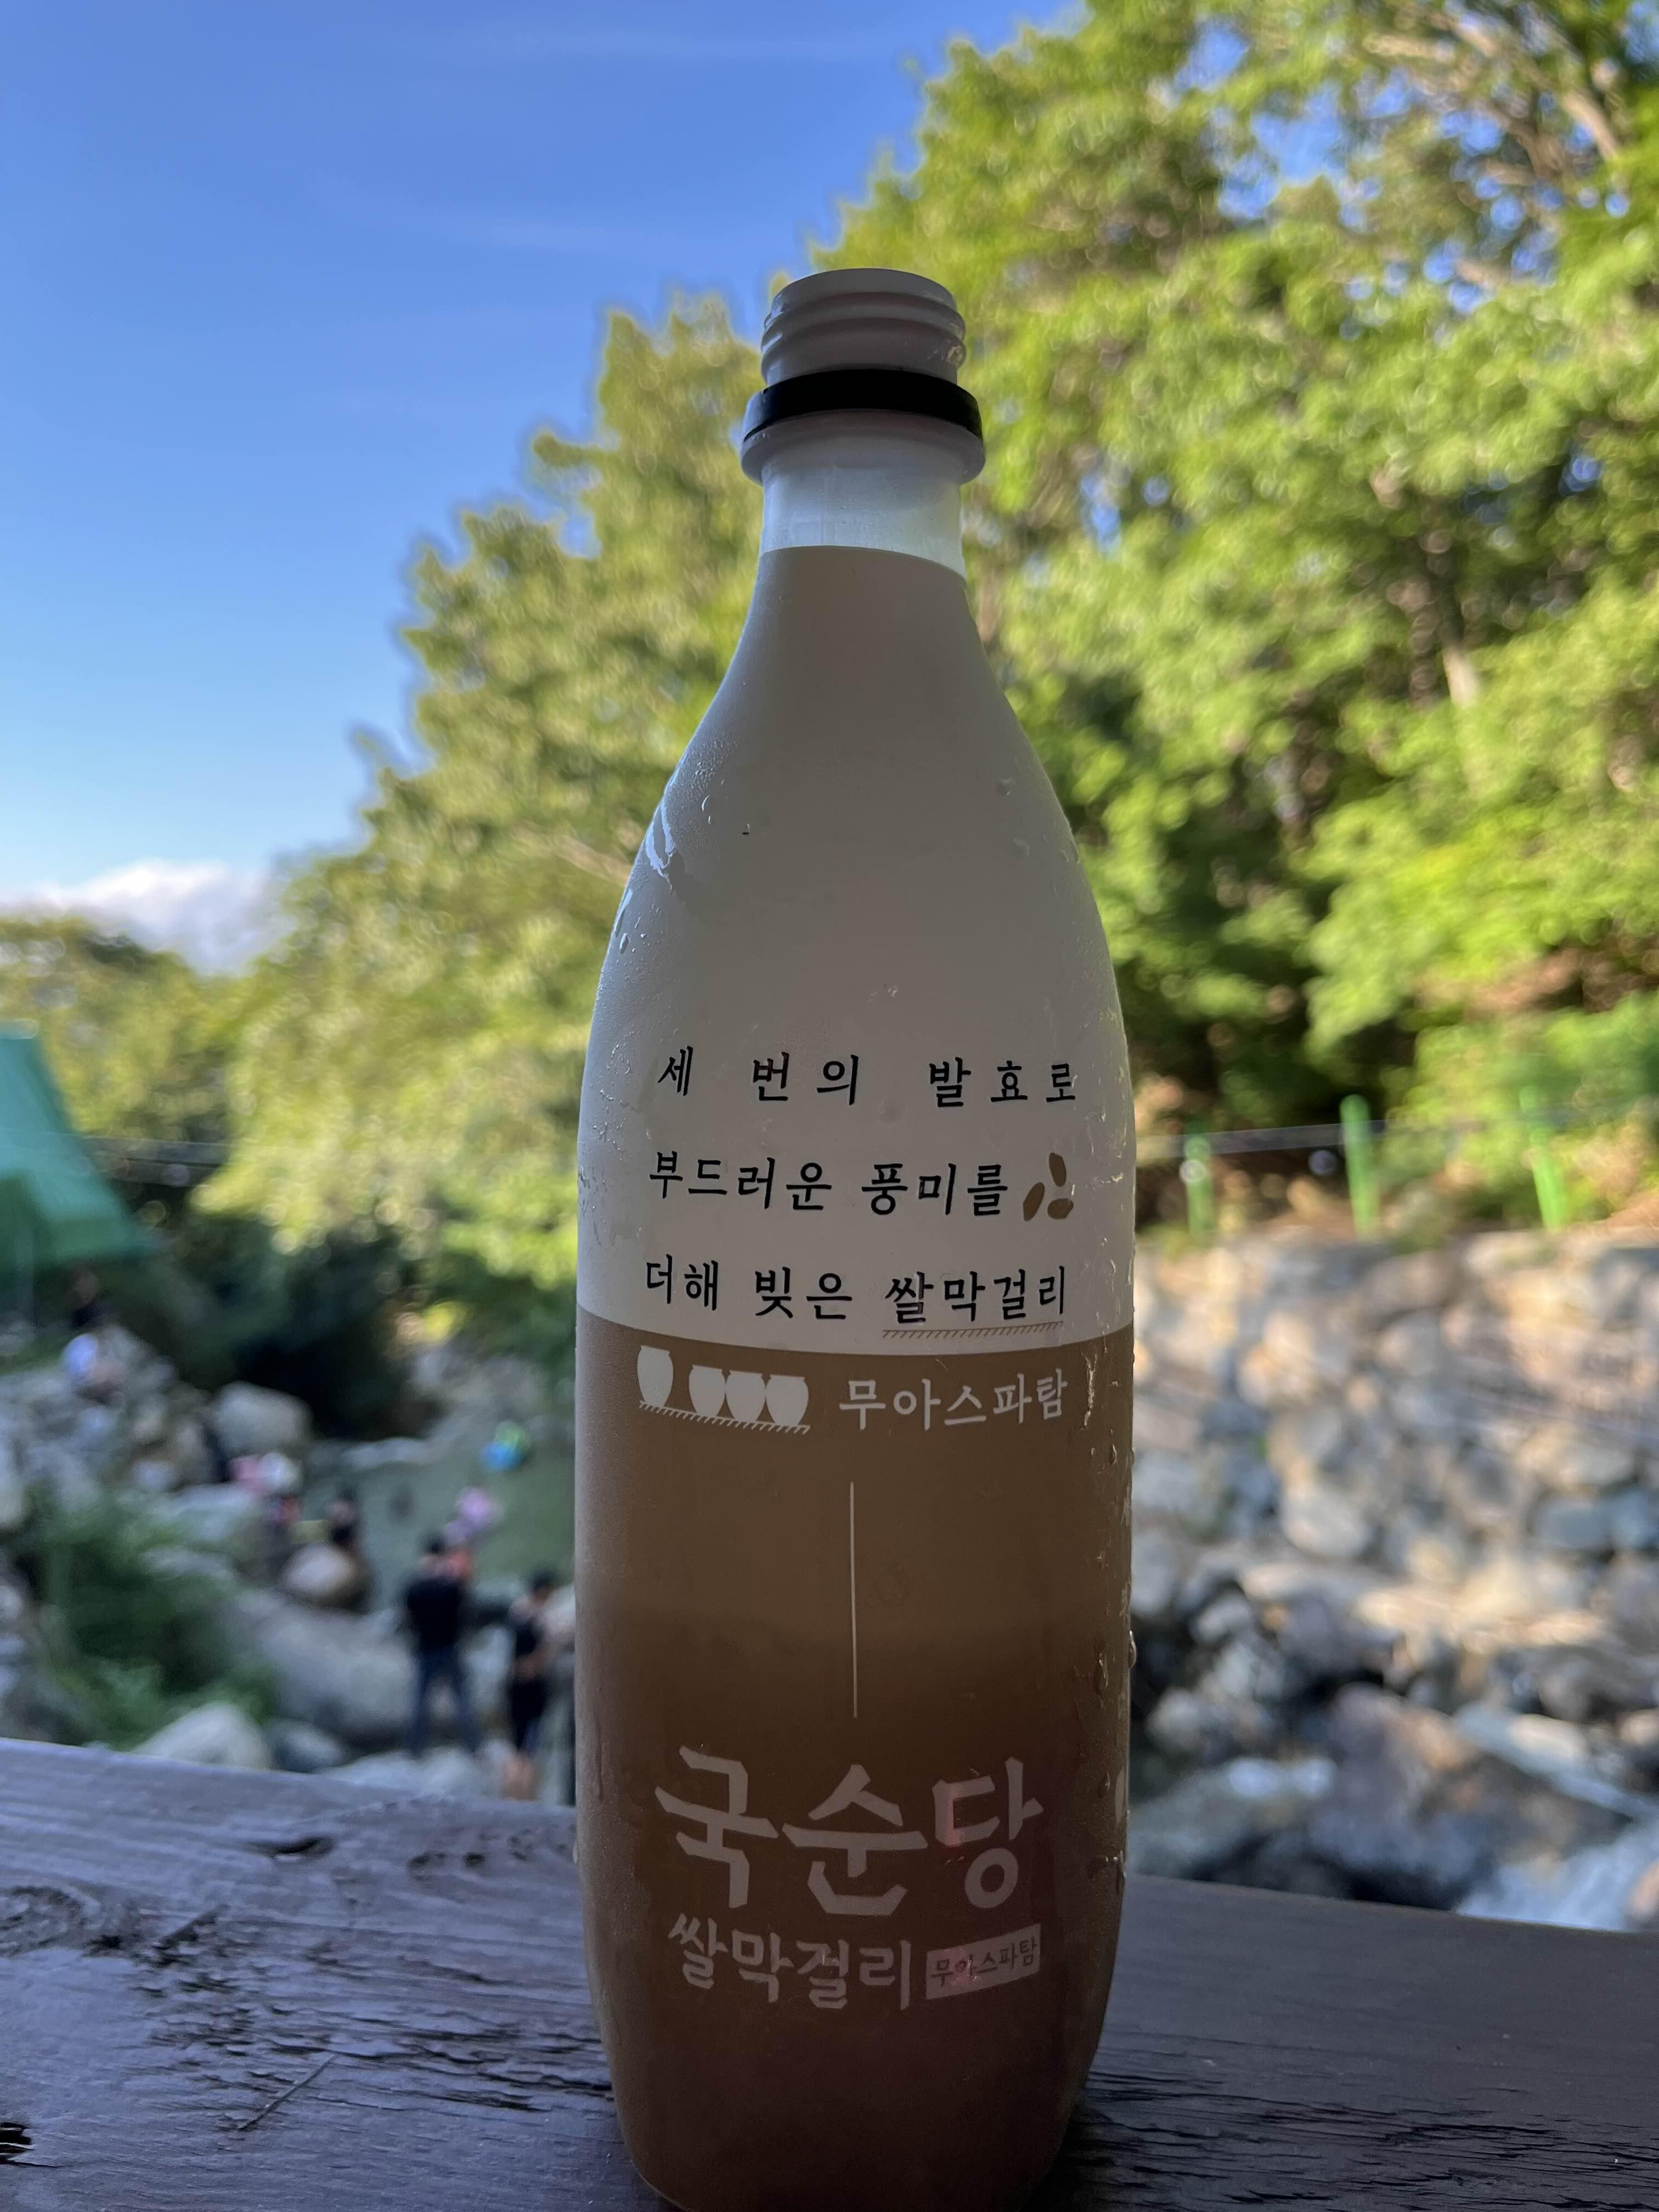 세 번의 발효로
부드러운 풍미를
더해 빚은 쌀막걸리
무아스파탐
국순당
쌀막걸리 무아스파탐